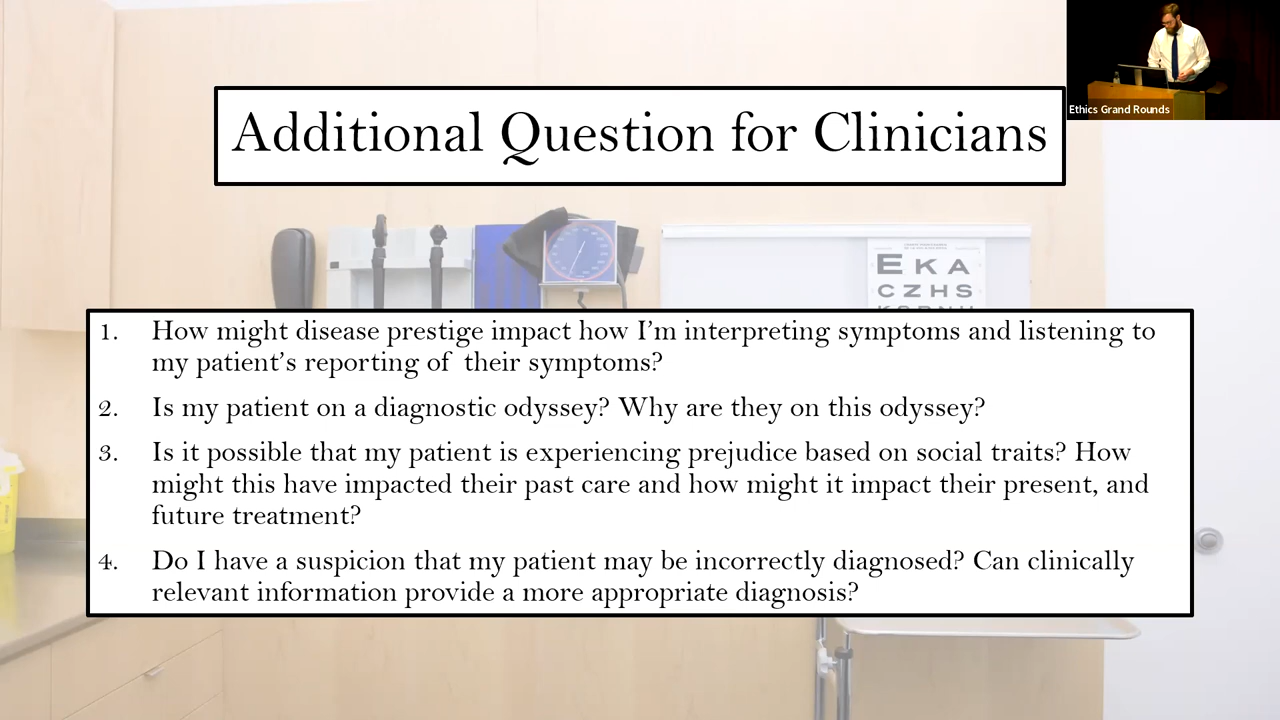 Ethics Grand Rounds
Additional Question for Clinicians
E K A
C Z H S
1. How might disease prestige impact how I'm interpreting symptoms and listening to
my patient's reporting of their symptoms?
2. Is my patient on a diagnostic odyssey? Why are they on this odyssey?
3. Is it possible that my patient is experiencing prejudice based on social traits? How
might this have impacted their past care and how might it impact their present, and
future treatment?
4. Do I have a suspicion that my patient may be incorrectly diagnosed? Can clinically
relevant information provide a more appropriate diagnosis?